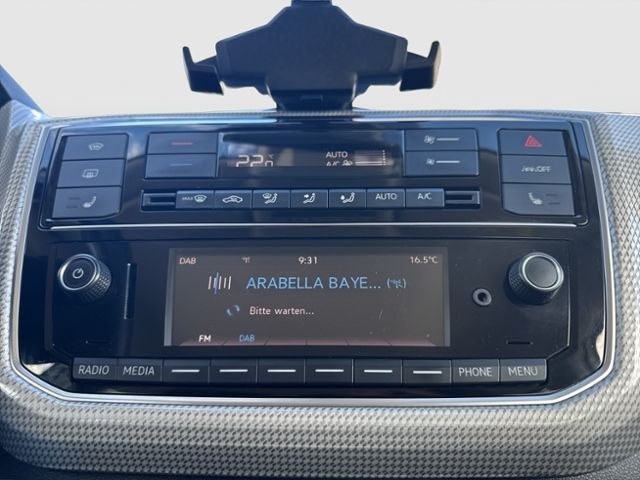 22.0
AUTO
A/C
OFF
AUTO A/C
DAB 9:31 16.5°C
ARABELLA BAYE...
Bitte warten...
FM DAB
RADIO MEDIA PHONE MENU